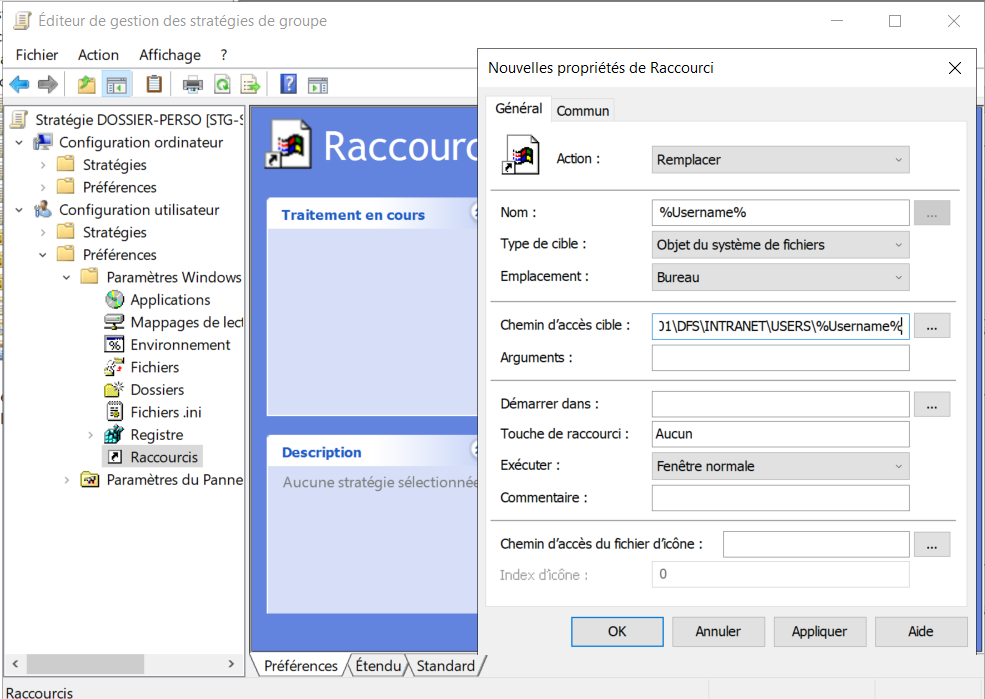 Éditeur de gestion des stratégies de groupe
Fichier Action Affichage ?
Stratégie DOSSIER-PERSO [STG-S
Configuration ordinateur
Stratégies
Préférences
Configuration utilisateur
Stratégies
Préférences
Paramètres Windows
Applications
Mappages de lect
Environnement
Fichiers
Dossiers
Fichiers .ini
Registre
Raccourcis
Paramètres du Panne
Raccourc
Traitement en cours
Description
Aucune stratégie sélectionnée
Préférences Étendu Standard
Raccourcis
Nouvelles propriétés de Raccourci
Général Commun
Action : Remplacer
Nom : %Username% ...
Type de cible : Objet du système de fichiers
Emplacement : Bureau
Chemin d'accès cible : 01\DFS\INTRANET\USERS\%Username% ...
Arguments :
Démarrer dans : ...
Touche de raccourci : Aucun
Exécuter : Fenêtre normale
Commentaire :
Chemin d'accès du fichier d'icône : ...
Index d'icône : 0
OK Annuler Appliquer Aide